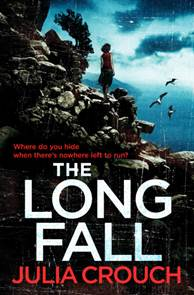 Where do you hide
when there's nowhere left to run?
THE
LONG
FALL
JULIA CROUCH